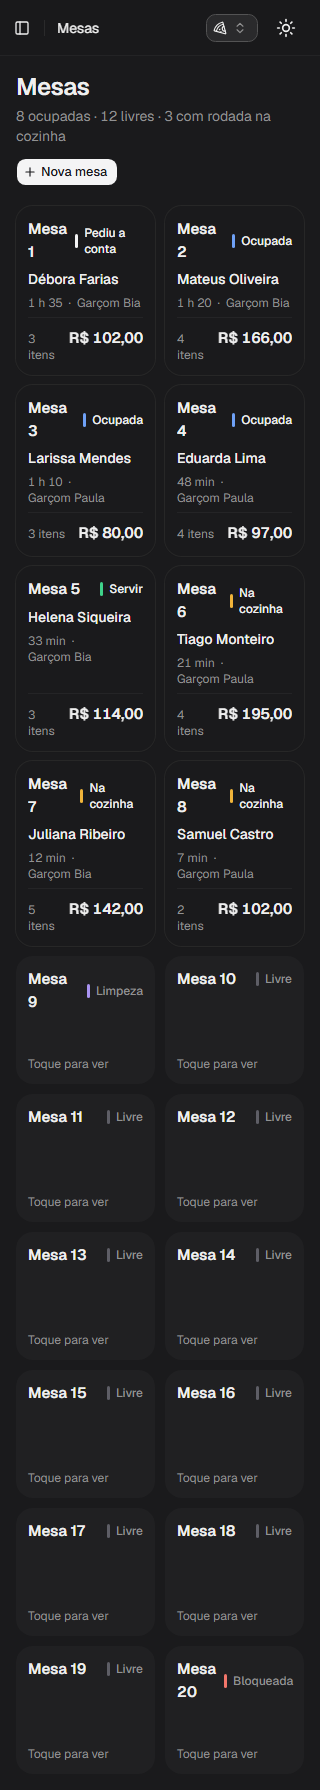 Mesas
Mesas
8 ocupadas · 12 livres · 3 com rodada na
cozinha
+ Nova mesa
Mesa
1
Pediu a
conta
Débora Farias
1 h 35 · Garçom Bia
3
itens
R$ 102,00
Mesa
2
Ocupada
Mateus Oliveira
1 h 20 · Garçom Bia
4
itens
R$ 166,00
Mesa
3
Ocupada
Larissa Mendes
1 h 10 ·
Garçom Paula
3 itens
R$ 80,00
Mesa
4
Ocupada
Eduarda Lima
48 min ·
Garçom Paula
4 itens
R$ 97,00
Mesa 5
Servir
Helena Siqueira
33 min ·
Garçom Bia
3
itens
R$ 114,00
Mesa
6
Na
cozinha
Tiago Monteiro
21 min ·
Garçom Paula
4
itens
R$ 195,00
Mesa
7
Na
cozinha
Juliana Ribeiro
12 min ·
Garçom Bia
5
itens
R$ 142,00
Mesa
8
Na
cozinha
Samuel Castro
7 min ·
Garçom Paula
2
itens
R$ 102,00
Mesa
9
Limpeza
Toque para ver
Mesa 10
Livre
Toque para ver
Mesa 11
Livre
Toque para ver
Mesa 12
Livre
Toque para ver
Mesa 13
Livre
Toque para ver
Mesa 14
Livre
Toque para ver
Mesa 15
Livre
Toque para ver
Mesa 16
Livre
Toque para ver
Mesa 17
Livre
Toque para ver
Mesa 18
Livre
Toque para ver
Mesa 19
Livre
Toque para ver
Mesa
20
Bloqueada
Toque para ver